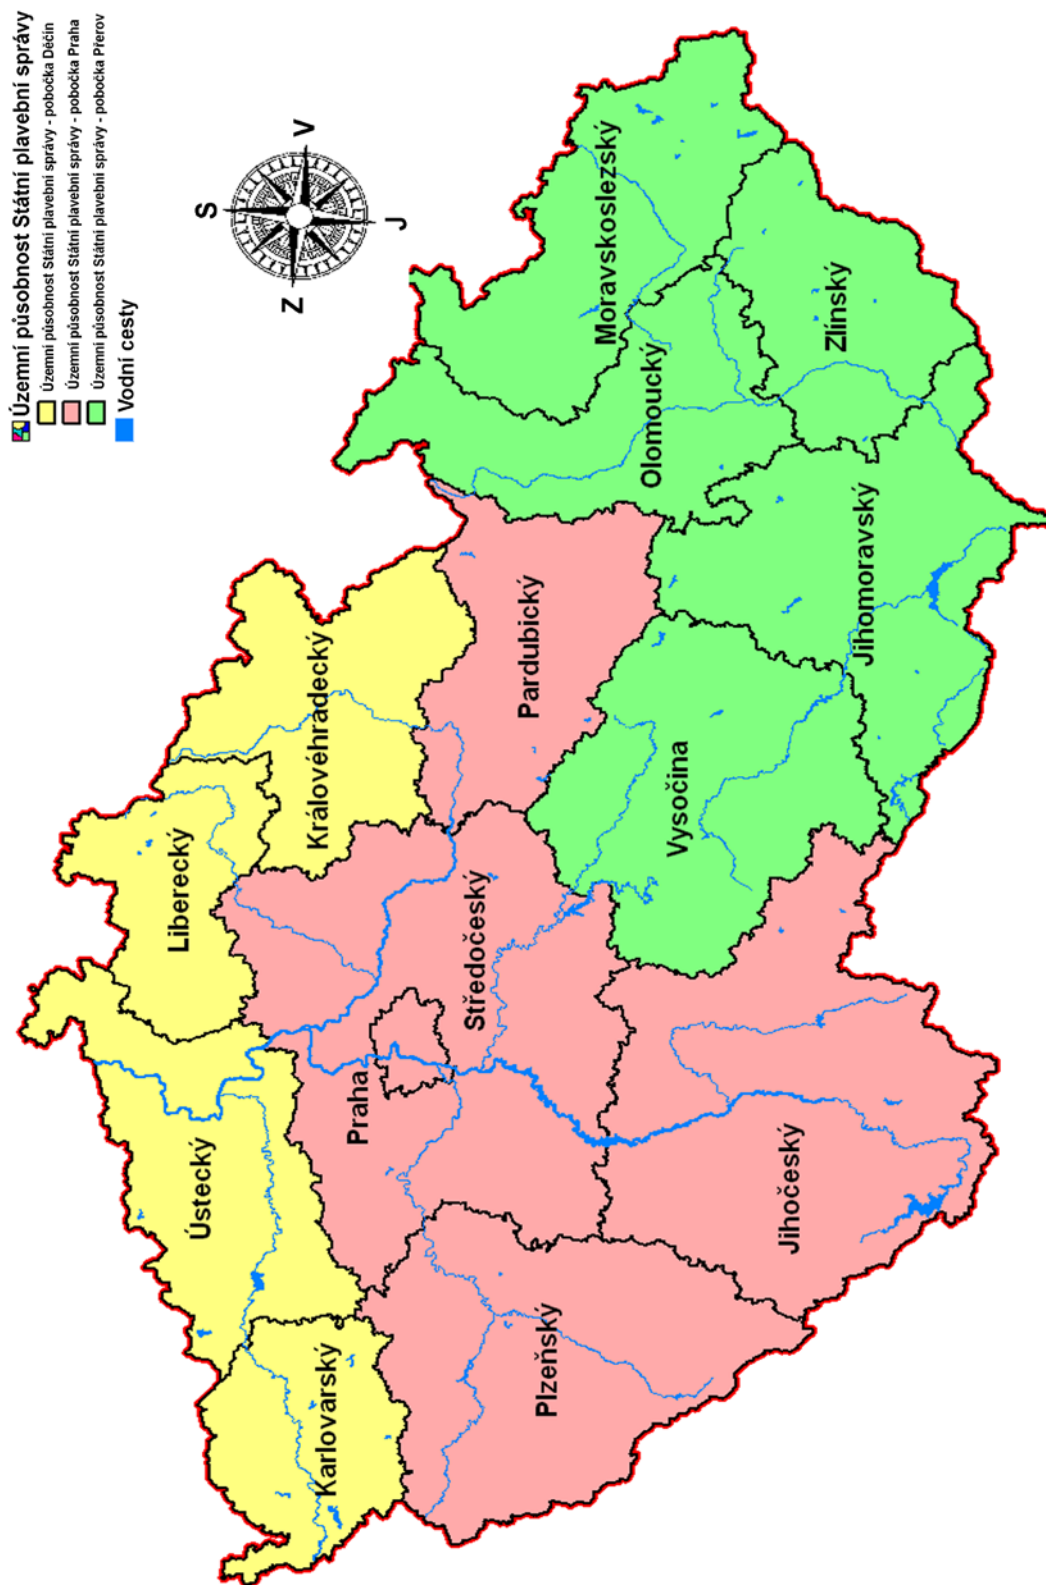 Územní působnost Státní plavební správy
Územní působnost Státní plavební správy - pobočka Děčín
Územní působnost Státní plavební správy - pobočka Praha
Územní působnost Státní plavební správy - pobočka Přerov
Vodní cesty
S
Z
V
J
Liberecký
Ústecký
Královéhradecký
Karlovarský
Praha
Středočeský
Pardubický
Plzeňský
Moravskoslezský
Olomoucký
Vysočina
Jihočeský
Zlínský
Jihomoravský